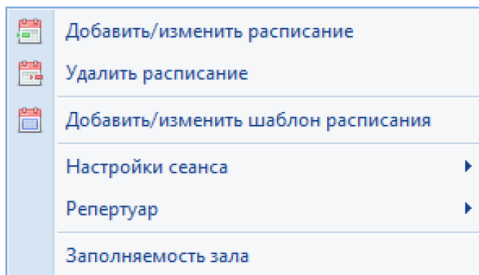 Добавить/изменить расписание
Удалить расписание
Добавить/изменить шаблон расписания
Настройки сеанса
Репертуар
Заполняемость зала